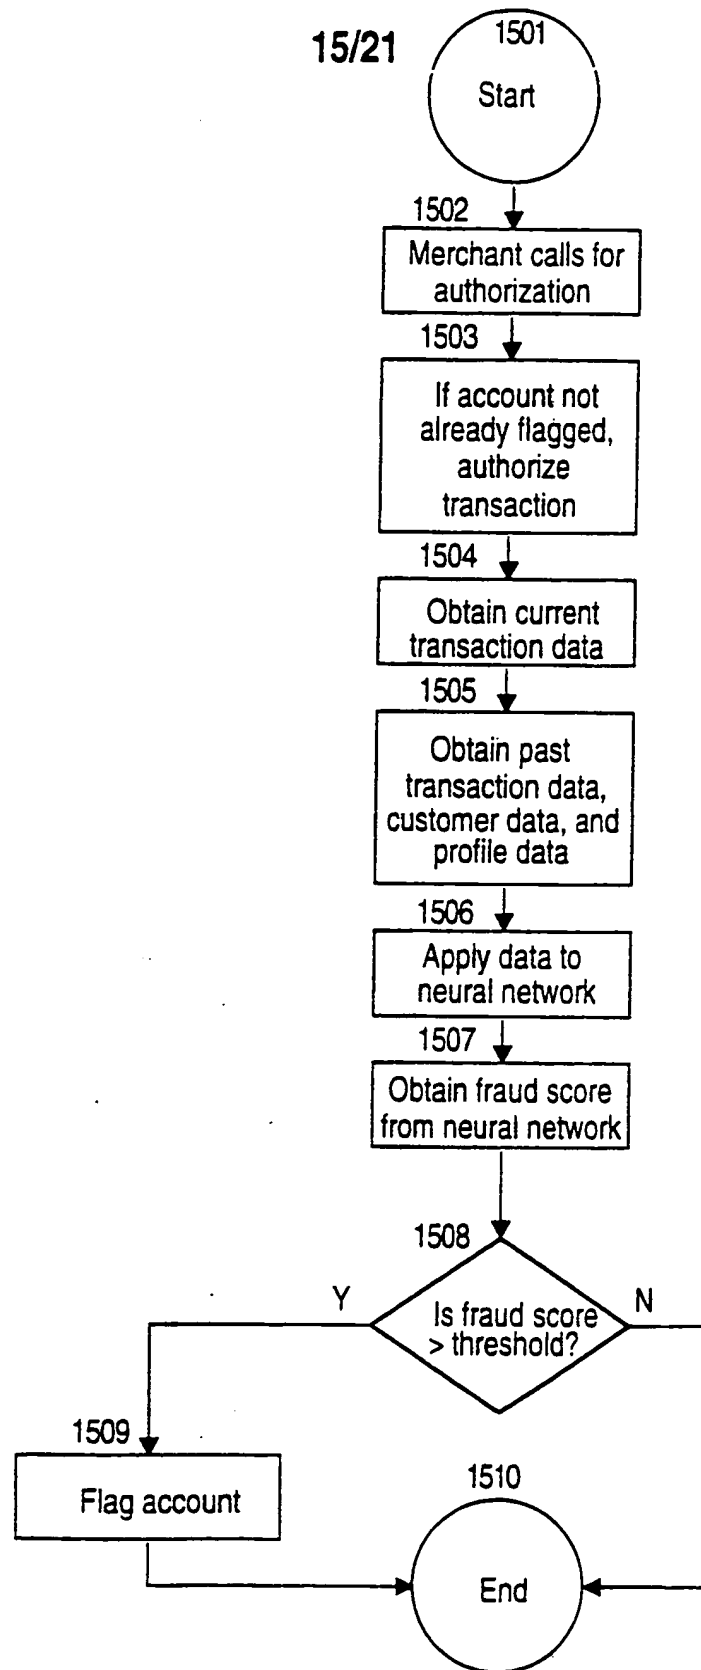 15/21
1501
Start
1502
Merchant calls for
authorization
1503
If account not
already flagged,
authorize
transaction
1504
Obtain current
transaction data
1505
Obtain past
transaction data,
customer data, and
profile data
1506
Apply data to
neural network
1507
Obtain fraud score
from neural network
1508
Y
N
Is fraud score
> threshold?
1509
Flag account
1510
End